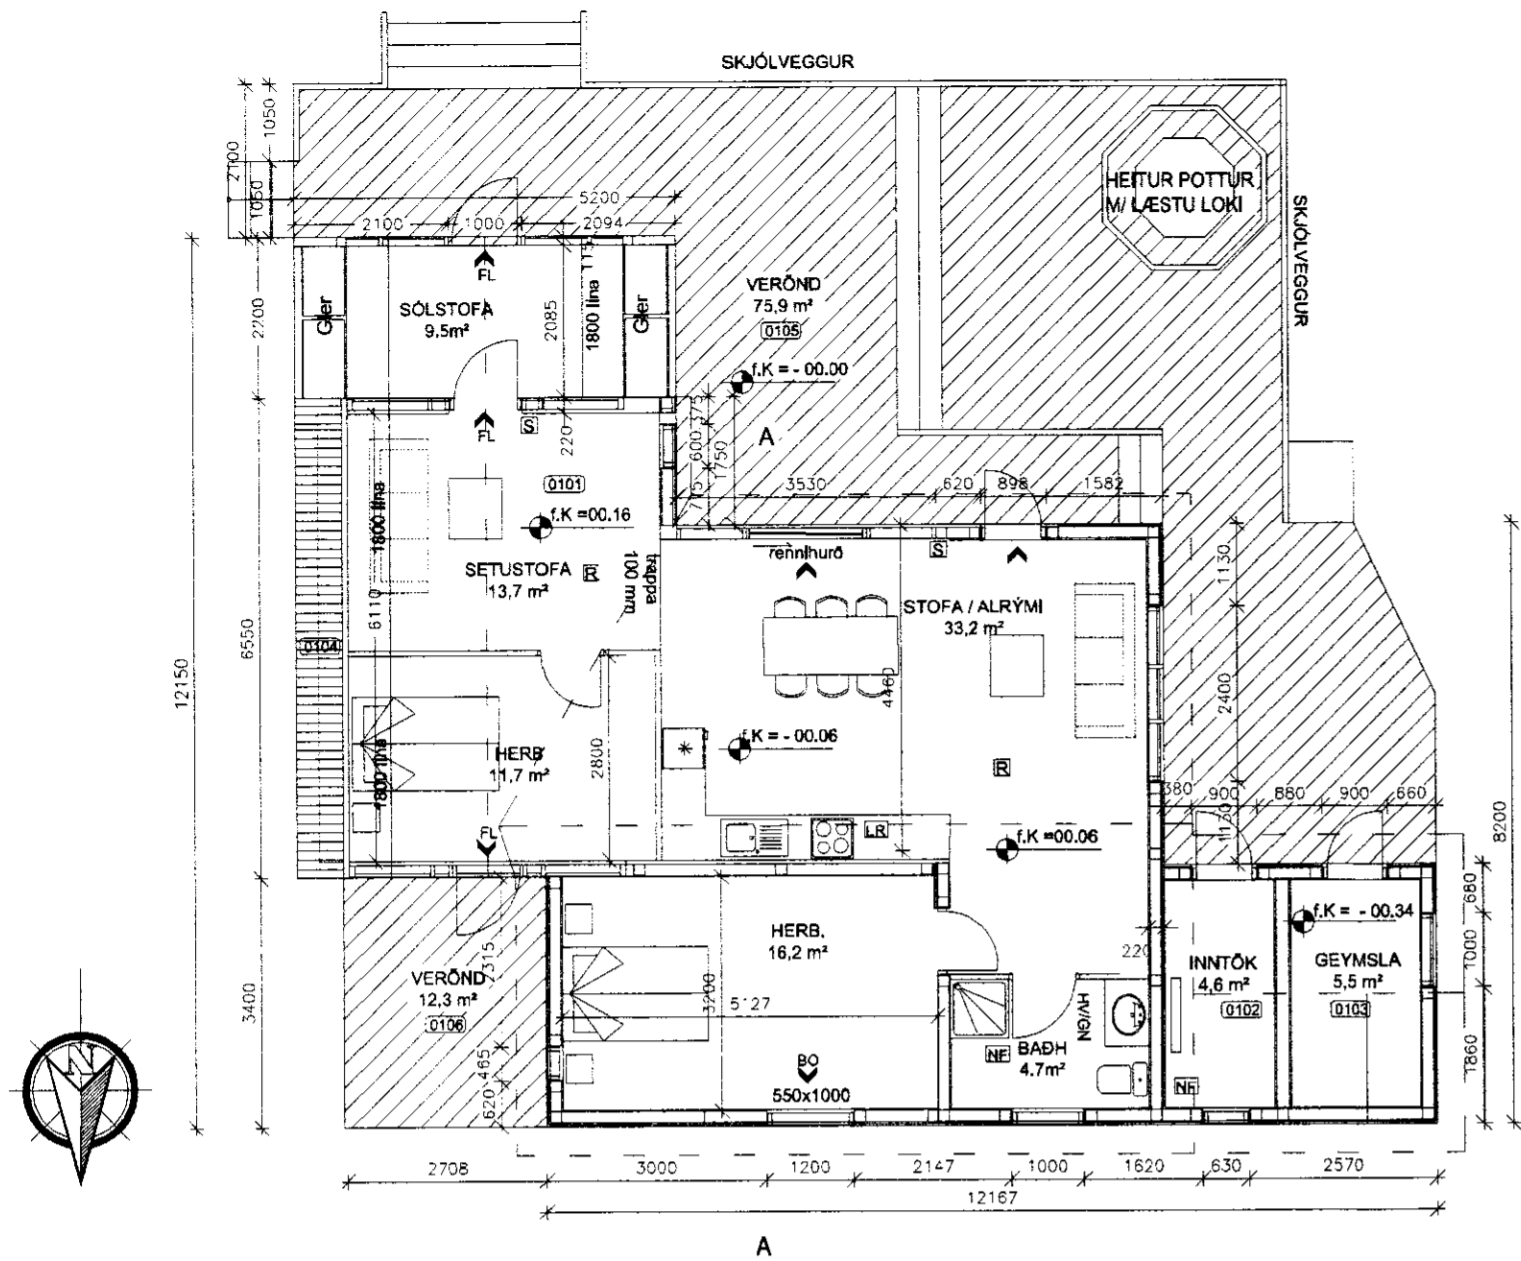 SKJÓLVEGGUR
1050
2100
1050
HEITUR POTTUR
M/ LÆSTU LOKI
SKJÓLVEGGUR
5200
2100
1000
2094
FL
115
SÓLSTOFA
9,5m²
Gler
2085
1800 lína
Gler
VERÖND
75,9 m²
0105
f.K = - 00.00
2200
FL
S
220
375
600
1750
715
A
0101
3530
620
898
1582
f.K =00.16
1800 lína
SETUSTOFA
13,7 m²
R
trappa
100 mm
rennihurð
S
STOFA / ALRÝMI
33,2 m²
6110
6550
12150
0104
4460
1130
2400
1130
8200
HERB
11,7 m²
1800 lína
2800
f.K = - 00.06
R
380
900
880
900
660
FL
LR
f.K =00.06
HERB.
16,2 m²
220
f.K = - 00.34
680
1000
1860
INNTÖK
4,6 m²
0102
GEYMSLA
5,5 m²
0103
VERÖND
12,3 m²
0106
2315
465
620
3400
3200
5127
BO
550x1000
HV/GN
NF
BAÐH
4.7m²
NF
N
2708
3000
1200
2147
1000
1620
630
2570
12167
A